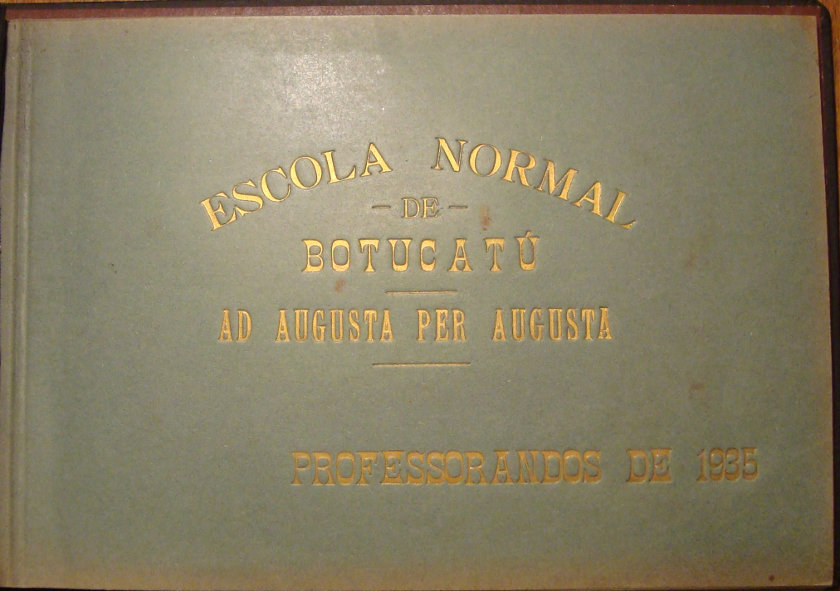 ESCOLA NORMAL
- DE -
BOTUCATÚ
AD AUGUSTA PER AUGUSTA
PROFESSORANDOS DE 1935